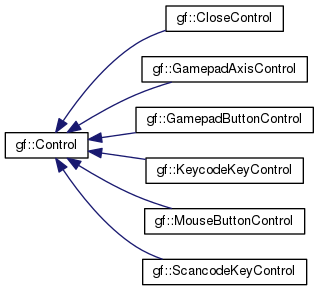 gf::CloseControl
gf::GamepadAxisControl
gf::GamepadButtonControl
gf::Control
gf::KeycodeKeyControl
gf::MouseButtonControl
gf::ScancodeKeyControl